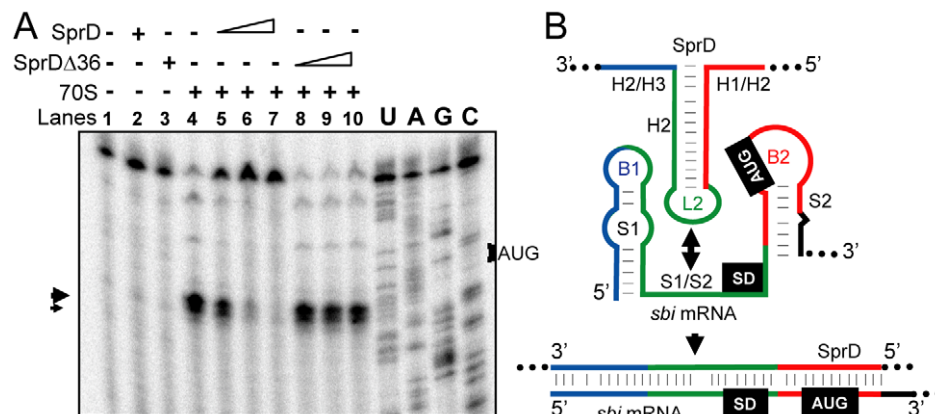 A
SprD - + - -
SprDΔ36 - - + - - - -
70S - - - + + + + + + +
Lanes 1 2 3 4 5 6 7 8 9 10 U A G C
AUG
B
SprD
3’ 5’
H2/H3 H1/H2
H2
B1 AUG B2
L2
S1 S2
S1/S2 SD 3’
5’
sbi mRNA
SprD
3’ 5’
5’ sbi mRNA SD AUG 3’